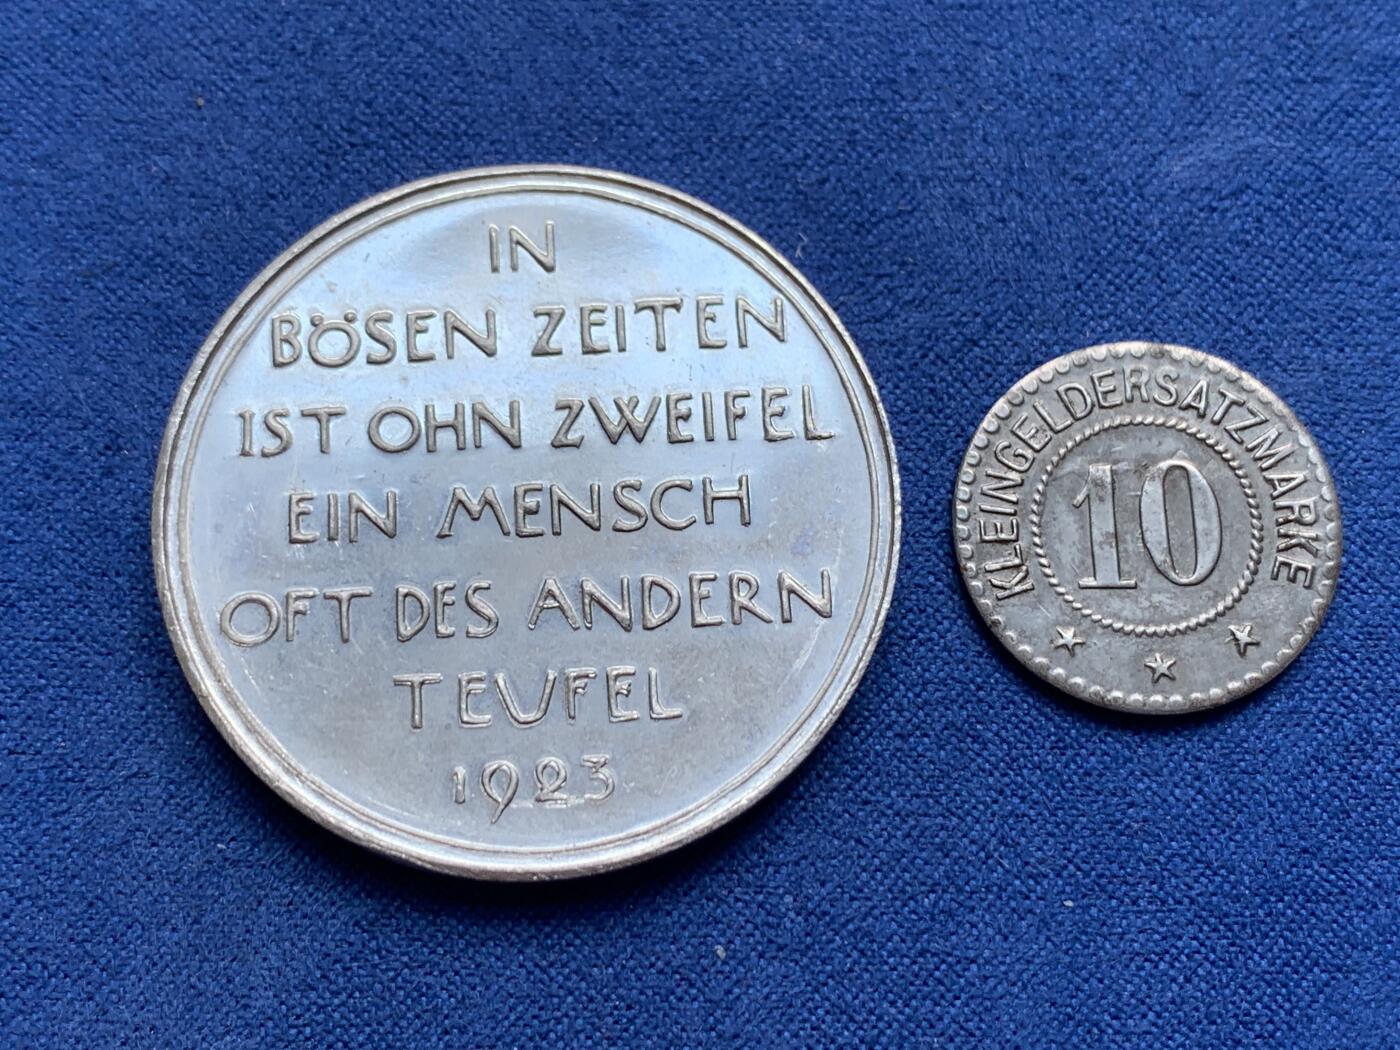 IN
BÖSEN ZEITEN
IST OHN ZWEIFEL
EIN MENSCH
OFT DES ANDERN
TEUFEL
1923
KLEINGELDERSATZMARKE
10